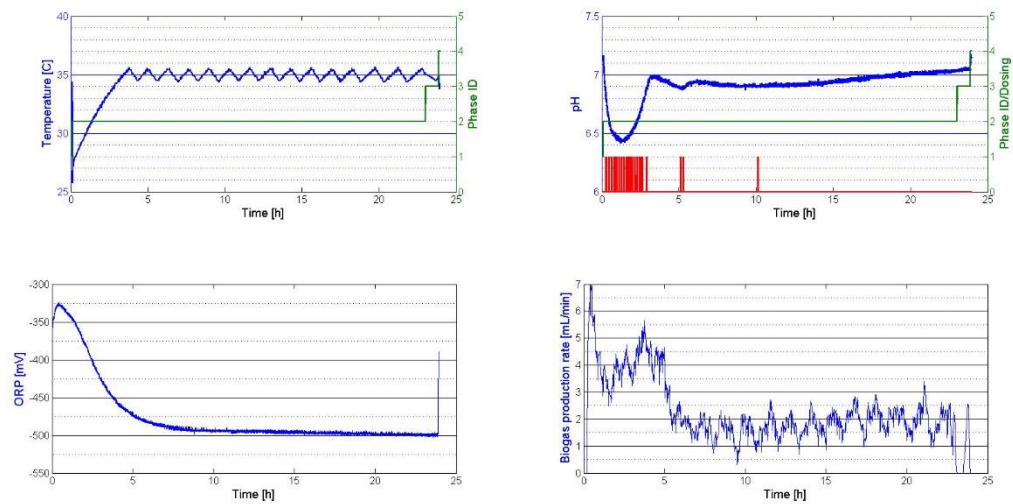 40
35
30
25
Temperature [C]
5
4
3
2
1
0
Phase ID
0 5 10 15 20 25
Time [h]
7.5
7
6.5
6
pH
5
4
3
2
1
0
Phase ID/Dosing
0 5 10 15 20 25
Time [h]
-300
-350
-400
-450
-500
-550
ORP [mV]
0 5 10 15 20 25
Time [h]
7
6
5
4
3
2
1
0
Biogas production rate [mL/min]
0 5 10 15 20 25
Time [h]